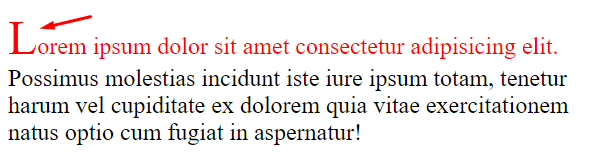 Lorem ipsum dolor sit amet consectetur adipisicing elit.
Possimus molestias incidunt iste iure ipsum totam, tenetur
harum vel cupiditate ex dolorem quia vitae exercitationem
natus optio cum fugiat in aspernatur!